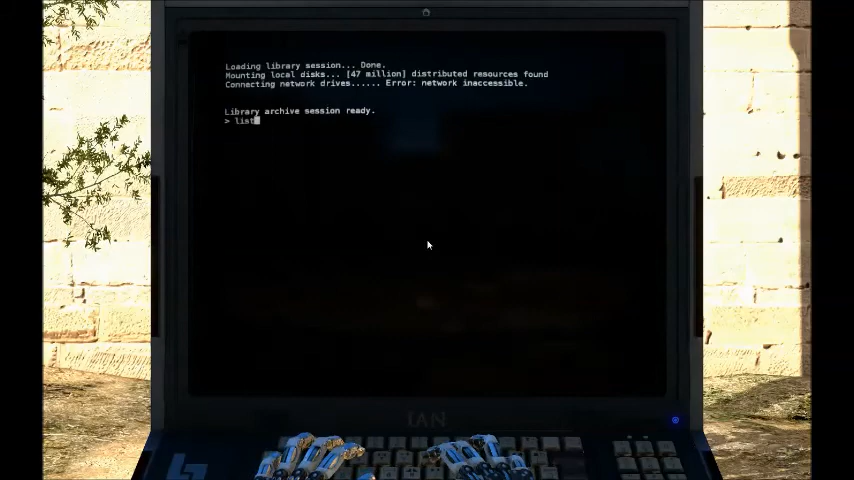 Loading library session... Done.
Mounting local disks... [47 million] distributed resources found
Connecting network drives...... Error: network inaccessible.
Library archive session ready.
> list
IAN